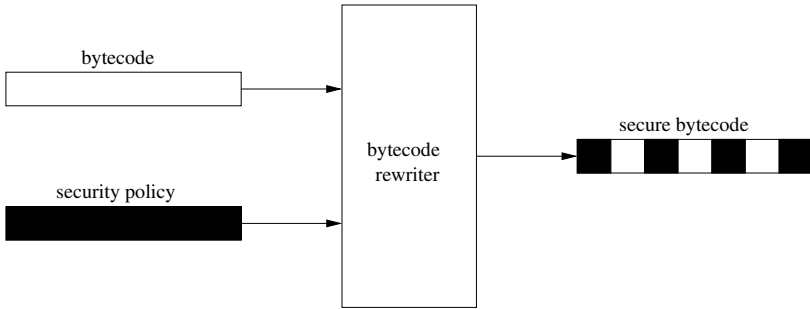 bytecode
security policy
bytecode
rewriter
secure bytecode